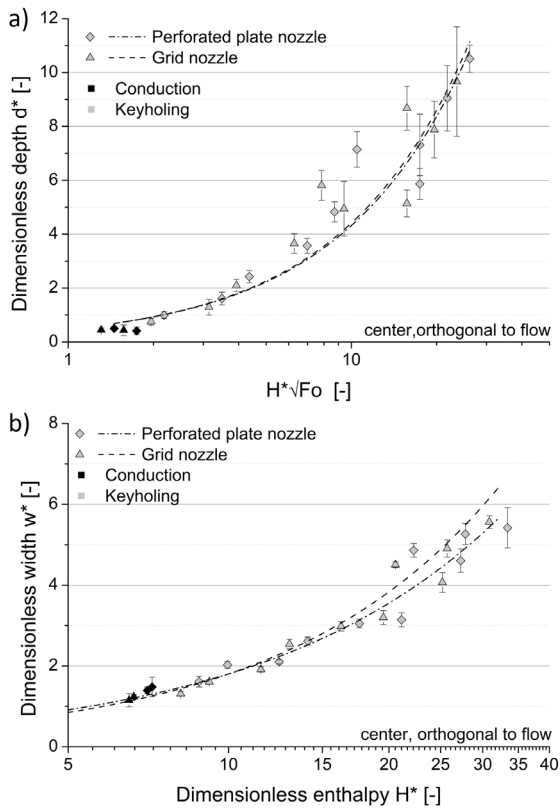 a)
12
10
8
6
4
2
0
Dimensionless depth d* [-]
Perforated plate nozzle
Grid nozzle
Conduction
Keyholing
center,orthogonal to flow
1
10
H*√Fo [-]
b)
8
6
4
2
0
Dimensionless width w* [-]
Perforated plate nozzle
Grid nozzle
Conduction
Keyholing
center, orthogonal to flow
5 10 15 20 25 30 35 40
Dimensionless enthalpy H* [-]